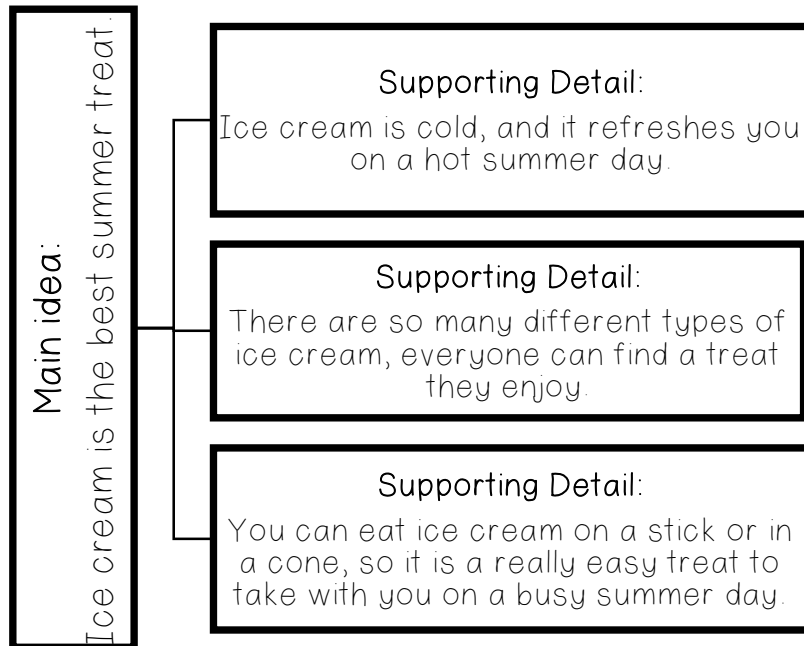 Main idea:
Ice cream is the best summer treat.
Supporting Detail:
Ice cream is cold, and it refreshes you
on a hot summer day.
Supporting Detail:
There are so many different types of
ice cream, everyone can find a treat
they enjoy.
Supporting Detail:
You can eat ice cream on a stick or in
a cone, so it is a really easy treat to
take with you on a busy summer day.